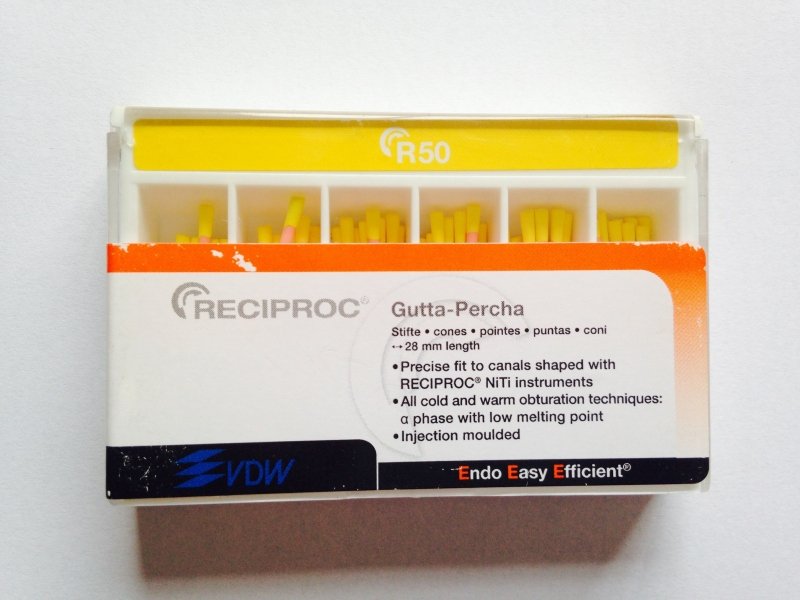 R50
RECIPROC®
Gutta-Percha
Stifte • cones • pointes • puntas • coni
↔28 mm length
• Precise fit to canals shaped with
RECIPROC® NiTi instruments
• All cold and warm obturation techniques:
α phase with low melting point
• Injection moulded
VDW
Endo Easy Efficient®